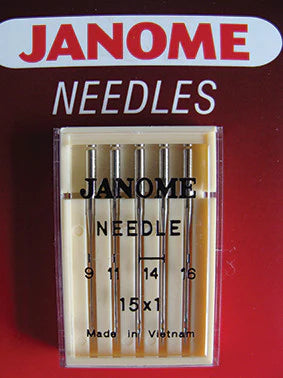 JANOME
NEEDLES
JANOME
NEEDLE
9 11 14 16
15x1
Made in Vietnam